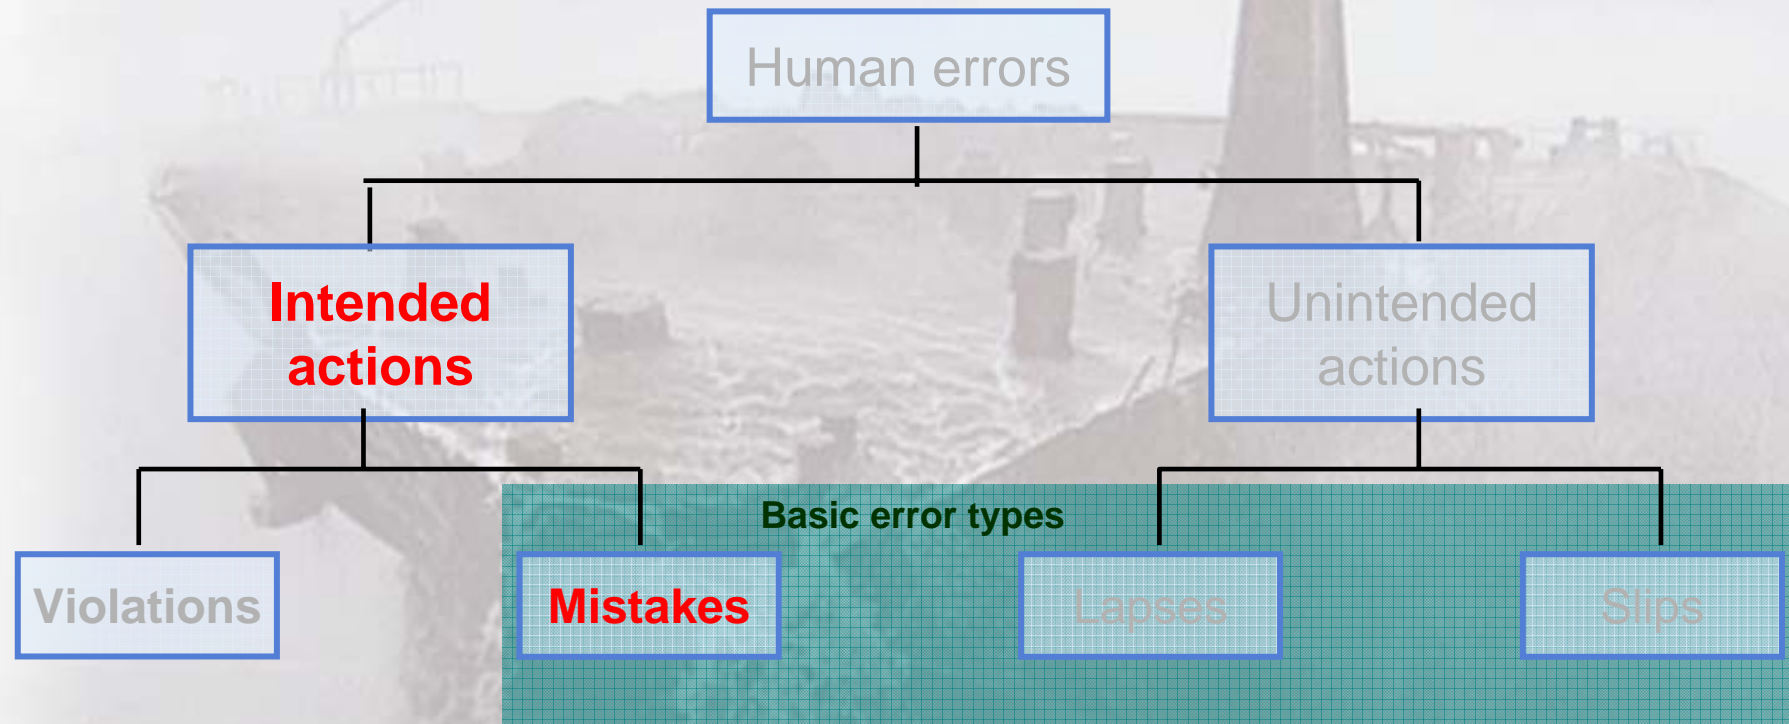 Human errors
Intended
actions
Unintended
actions
Basic error types
Violations
Mistakes
Lapses
Slips